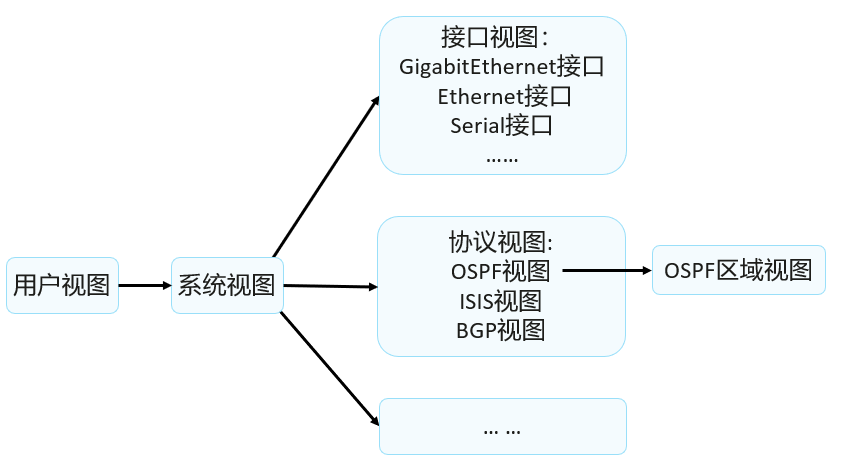 接口视图：
GigabitEthernet接口
Ethernet接口
Serial接口
……
用户视图
系统视图
协议视图:
OSPF视图
ISIS视图
BGP视图
OSPF区域视图
… …